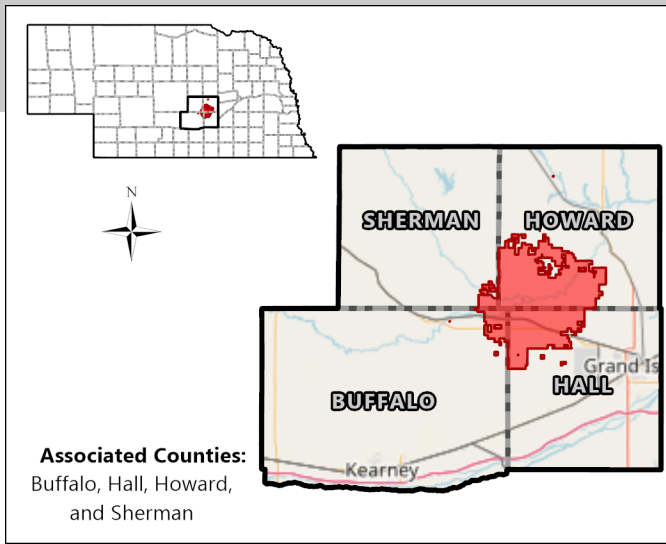 N
SHERMAN
HOWARD
Grand Is
HALL
BUFFALO
Kearney
Associated Counties:
Buffalo, Hall, Howard,
and Sherman